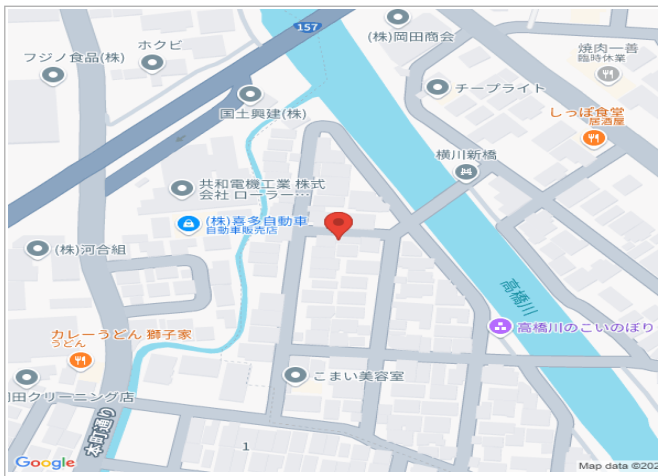 157
(株)岡田商会
ホクビ
フジノ食品(株)
焼肉一善
臨時休業
チープライト
国土興建(株)
しっぽ食堂
居酒屋
横川新橋
共和電機工業 株式
会社 ローラー…
(株)喜多自動車
自動車販売店
(株)河合組
高橋川
高橋川のこいのぼり
カレーうどん 獅子家
うどん
こまい美容室
田クリーニング店
本町通り
1
Google
Map data ©202